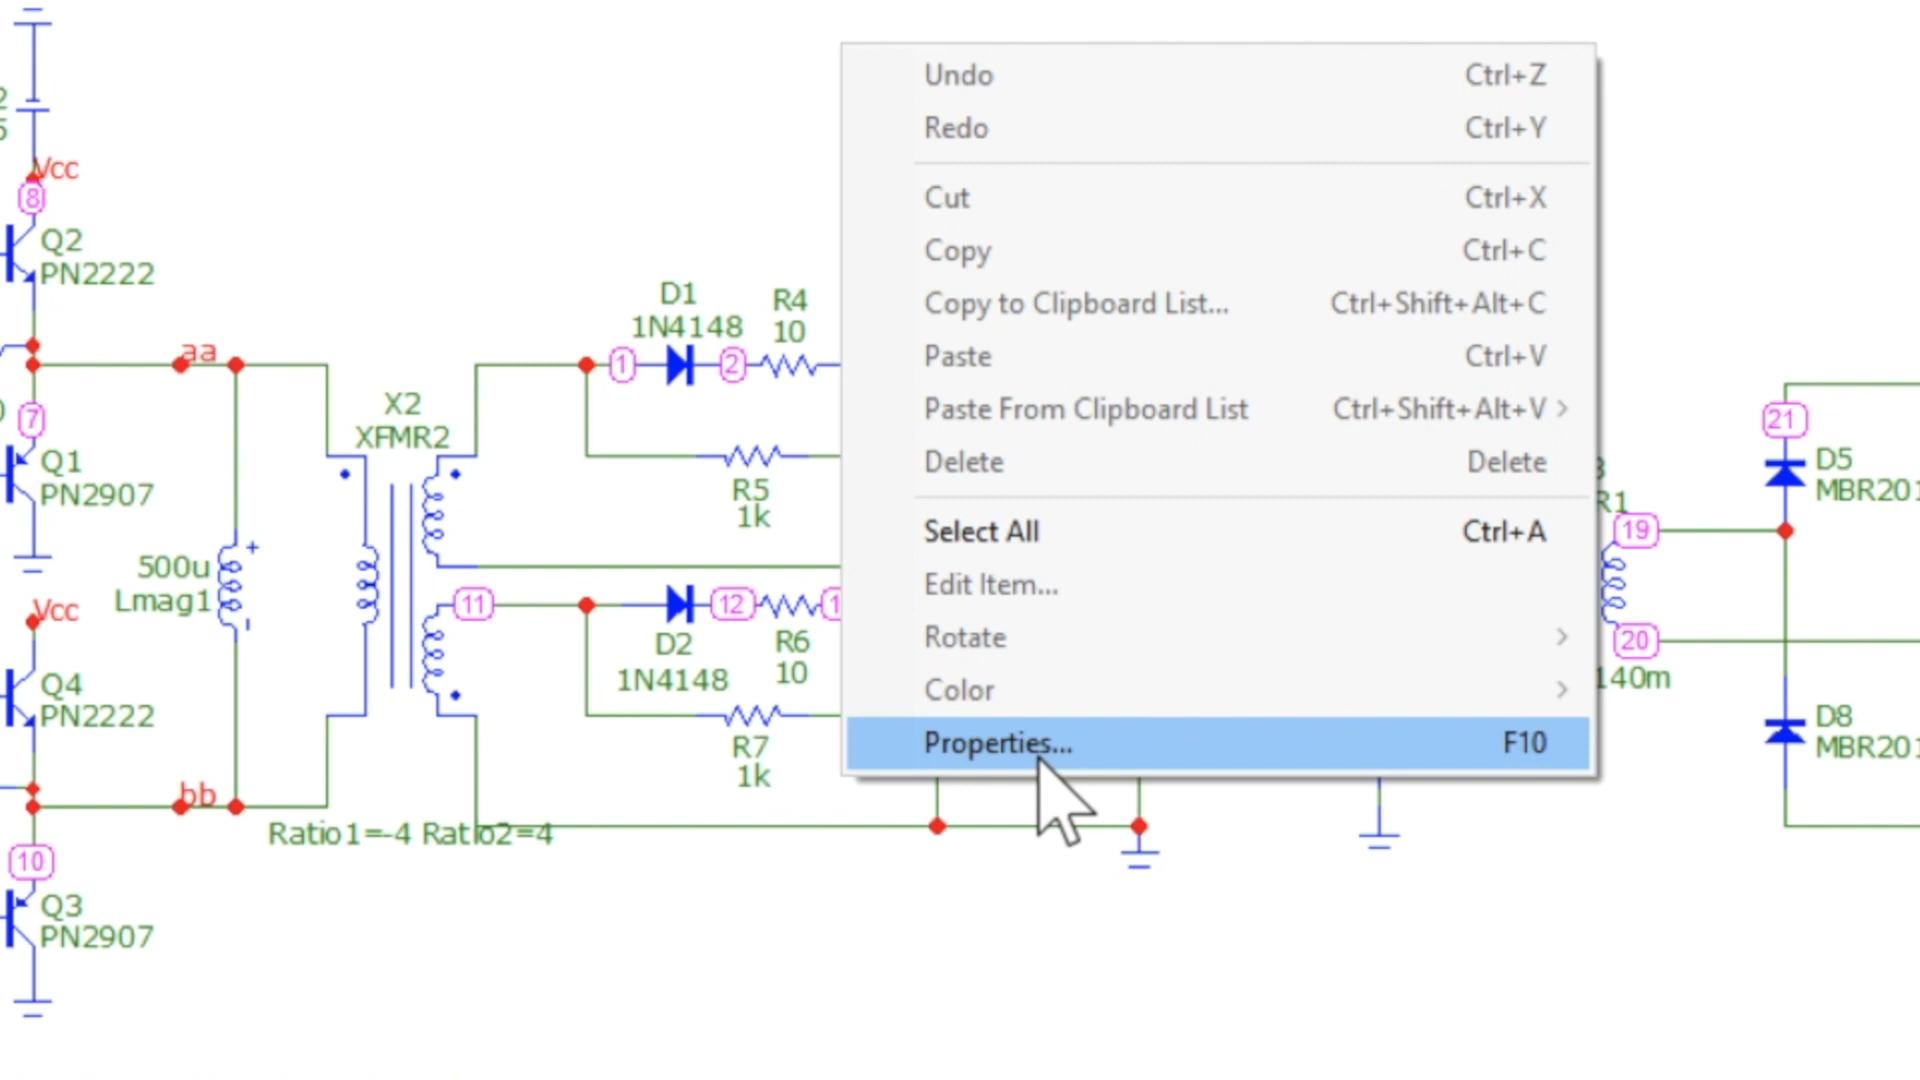 Vcc
8
Q2
PN2222
aa
7
Q1
PN2907
500u
Lmag1
Vcc
Q4
PN2222
bb
10
Q3
PN2907
X2
XFMR2
Ratio1=-4 Ratio2=4
D1
1N4148
R4
10
1
2
R5
1k
11
12
D2
1N4148
R6
10
R7
1k
Undo Ctrl+Z
Redo Ctrl+Y
Cut Ctrl+X
Copy Ctrl+C
Copy to Clipboard List... Ctrl+Shift+Alt+C
Paste Ctrl+V
Paste From Clipboard List Ctrl+Shift+Alt+V
Delete Delete
Select All Ctrl+A
Edit Item...
Rotate
Color
Properties... F10
19
20
140m
21
D5
MBR201
D8
MBR201